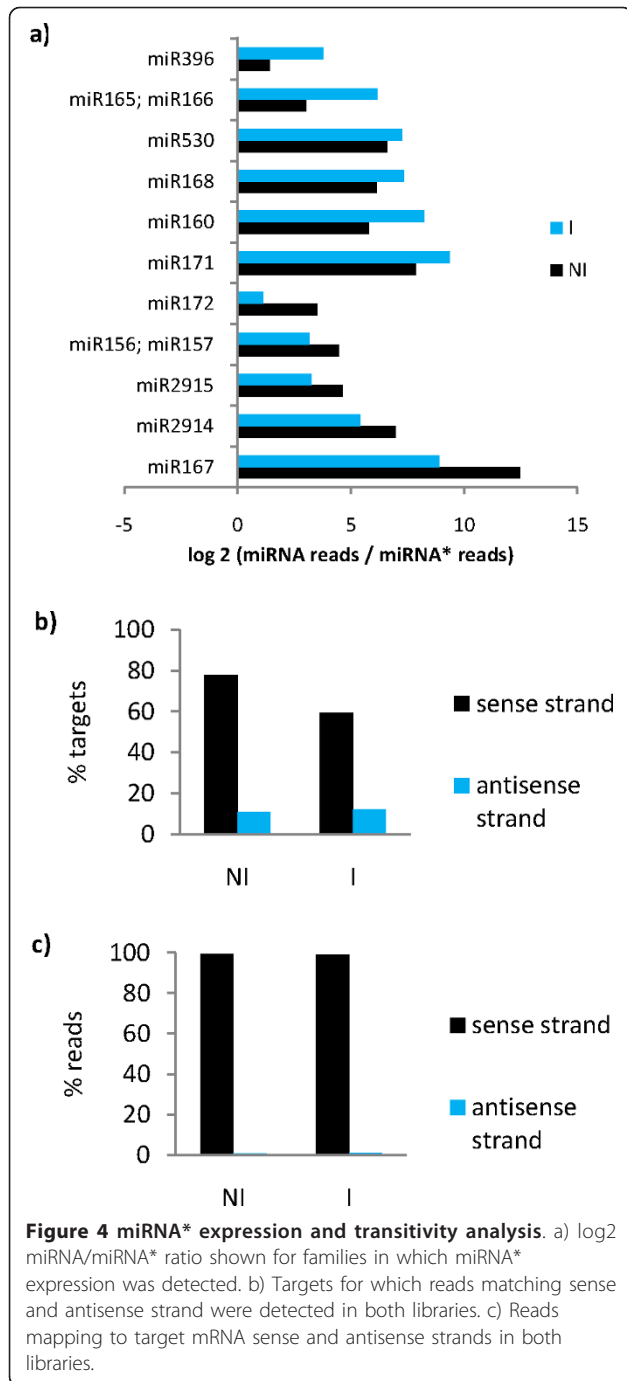 a)
miR396
miR165; miR166
miR530
miR168
miR160
miR171
miR172
miR156; miR157
miR2915
miR2914
miR167
I
NI
-5 0 5 10 15
log 2 (miRNA reads / miRNA* reads)
b)
100
80
60
40
20
0
% targets
NI I
sense strand
antisense
strand
c)
100
80
60
40
20
0
% reads
NI I
sense strand
antisense
strand
Figure 4 miRNA* expression and transitivity analysis. a) log2
miRNA/miRNA* ratio shown for families in which miRNA*
expression was detected. b) Targets for which reads matching sense
and antisense strand were detected in both libraries. c) Reads
mapping to target mRNA sense and antisense strands in both
libraries.